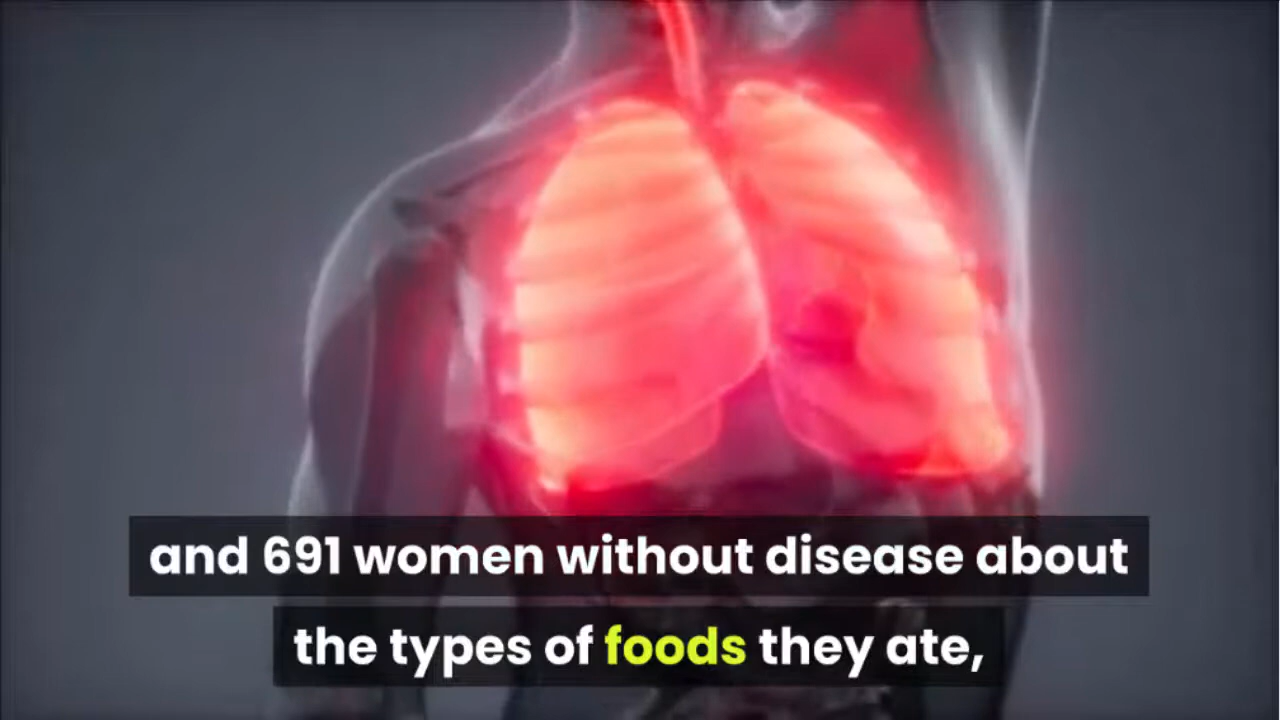 and 691 women without disease about
the types of foods they ate,